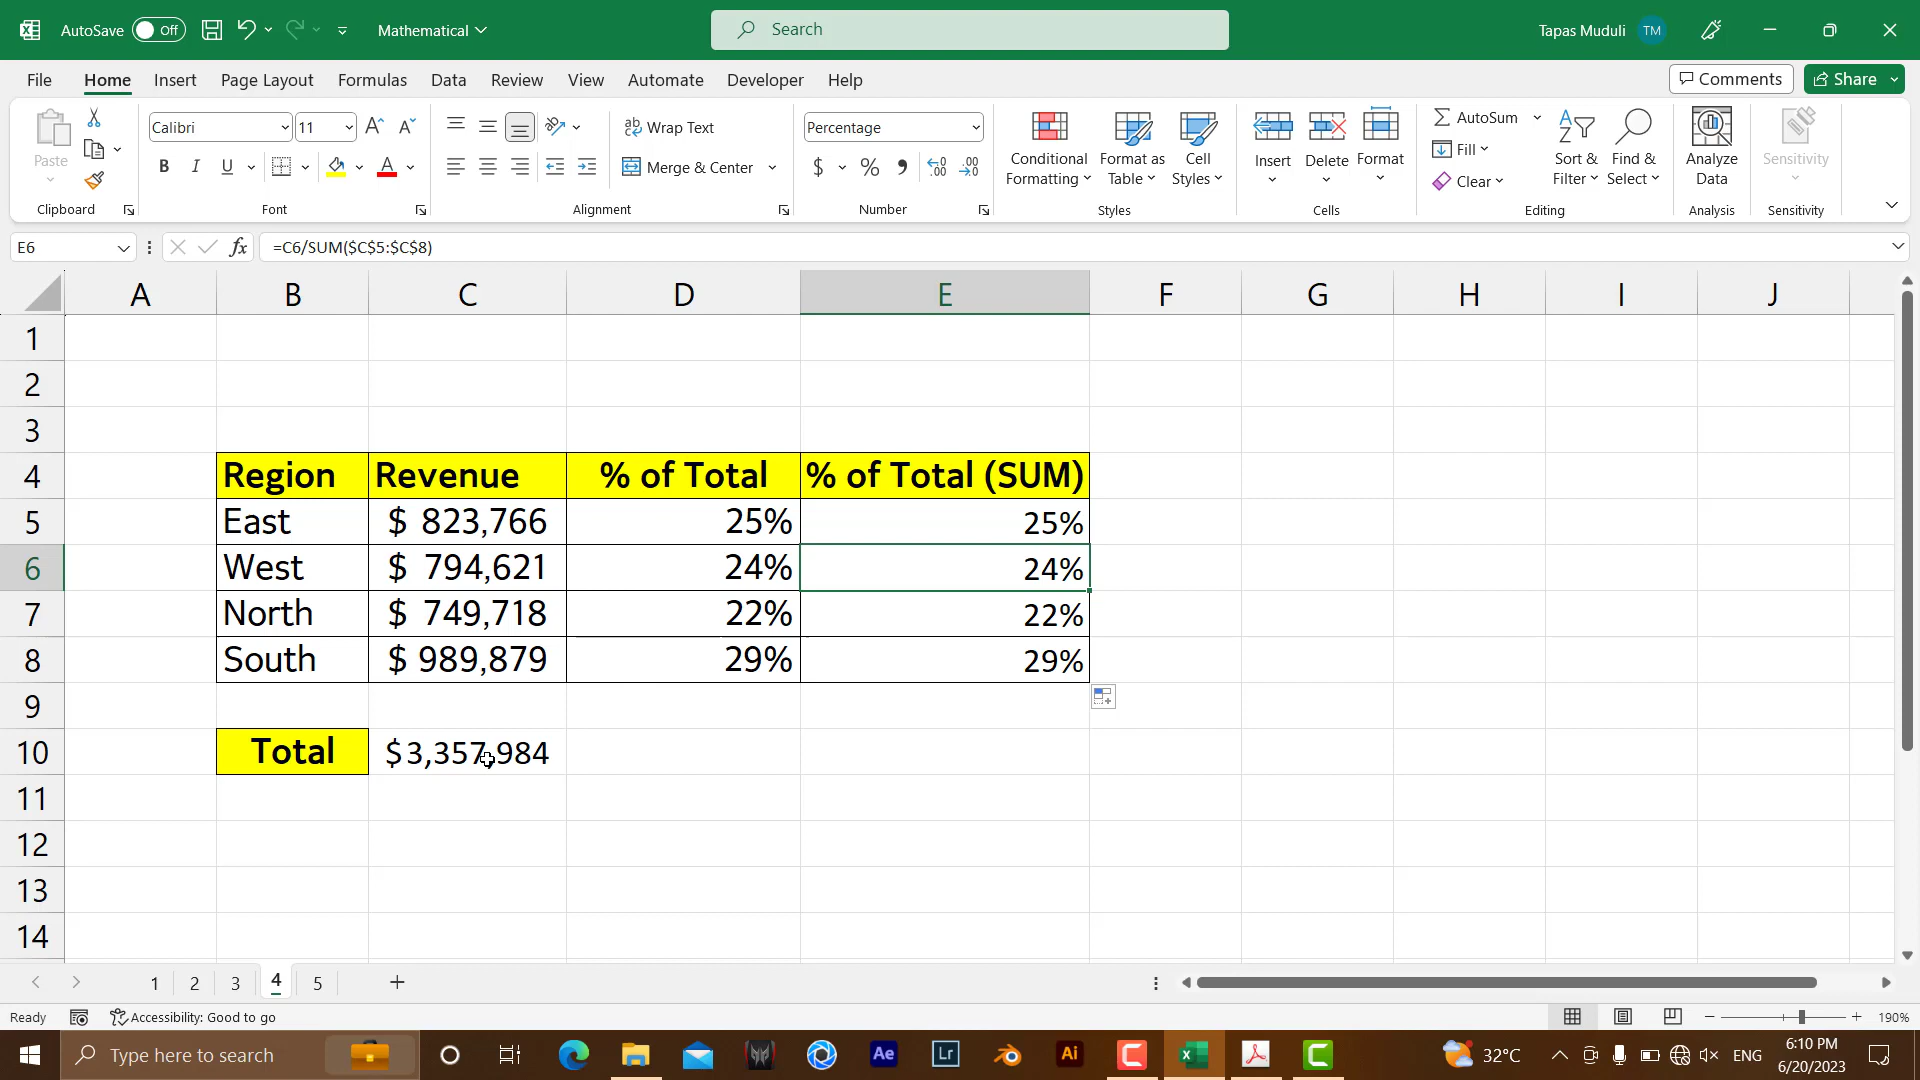 AutoSave Off Mathematical Search Tapas Muduli TM
File Home Insert Page Layout Formulas Data Review View Automate Developer Help Comments Share
Paste
Clipboard
Calibri 11
B I U A
Font
Wrap Text
Merge & Center
Alignment
Percentage
$ % ,
Number
Conditional Formatting
Format as Table
Cell Styles
Styles
Insert Delete Format
Cells
AutoSum
Fill
Clear
Sort & Filter
Find & Select
Editing
Analyze Data
Analysis
Sensitivity
Sensitivity
E6 fx =C6/SUM($C$5:$C$8)
A B C D E F G H I J
1
2
3
4 Region Revenue % of Total % of Total (SUM)
5 East $ 823,766 25% 25%
6 West $ 794,621 24% 24%
7 North $ 749,718 22% 22%
8 South $ 989,879 29% 29%
9
10 Total $3,357,984
11
12
13
14
1 2 3 4 5 +
Ready Accessibility: Good to go 190%
Type here to search Ae Lr Ai 32°C ENG 6:10 PM
6/20/2023